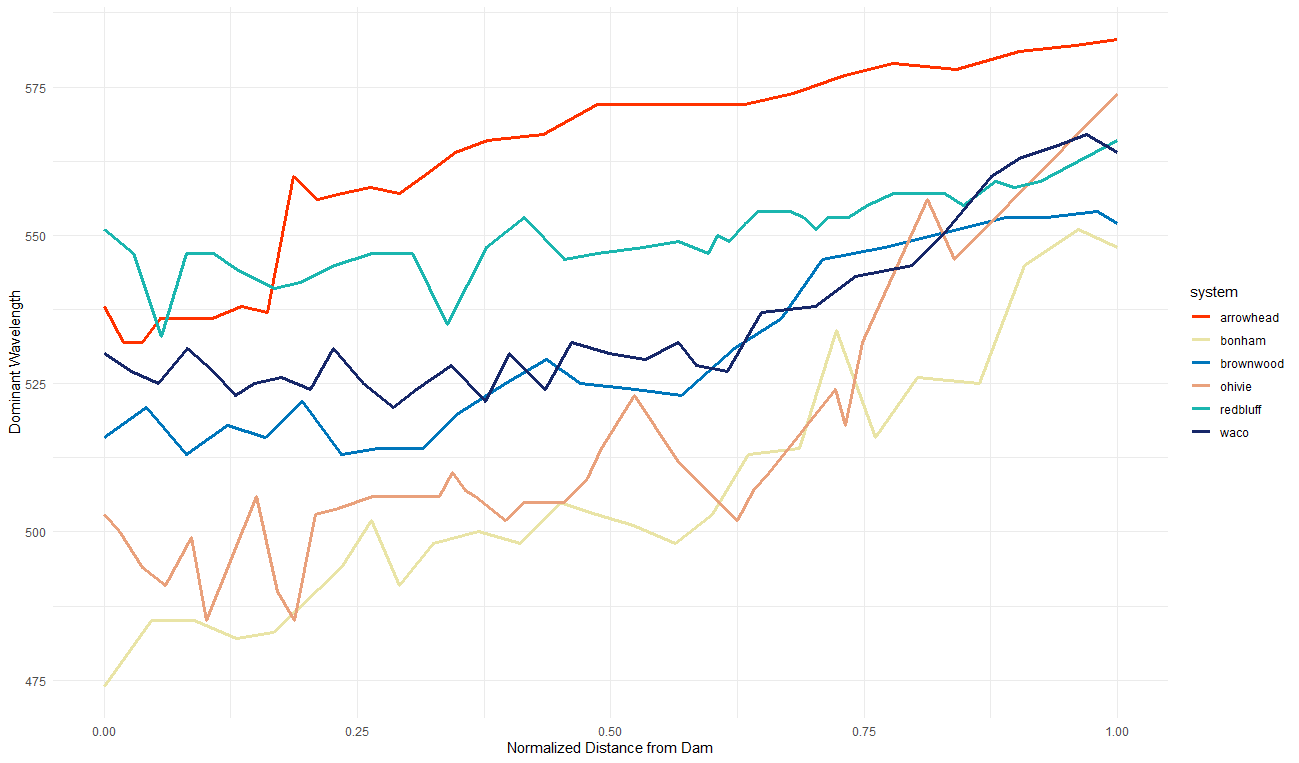 Dominant Wavelength
575
550
525
500
475
0.00 0.25 0.50 0.75 1.00
Normalized Distance from Dam
system
arrowhead
bonham
brownwood
ohivie
redbluff
waco